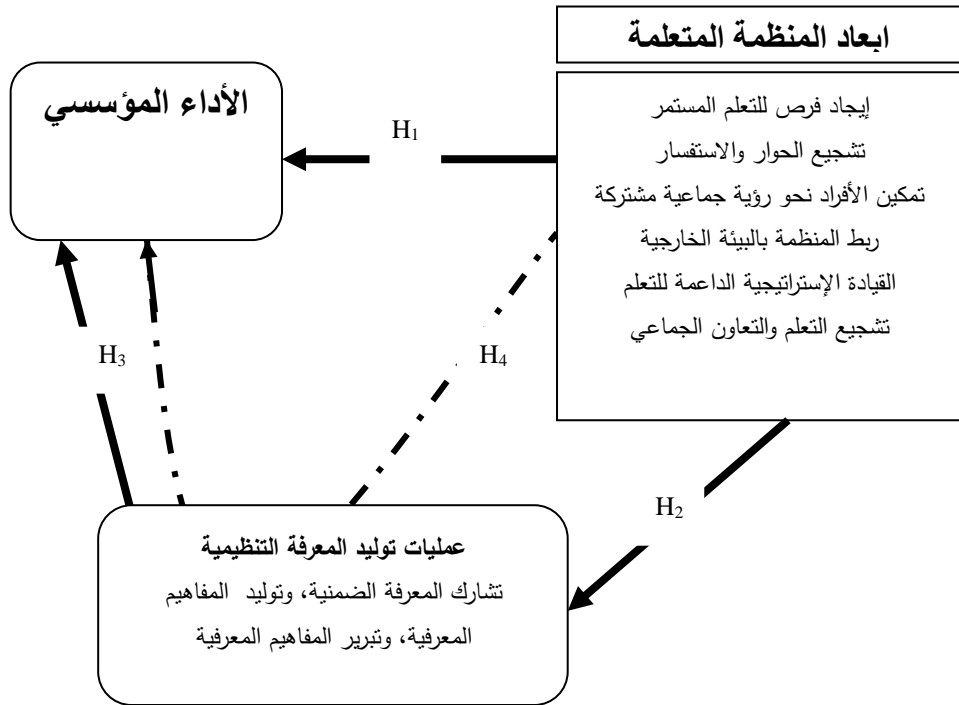 ابعاد المنظمة المتعلمة
الأداء المؤسسي
إيجاد فرص للتعلم المستمر
تشجيع الحوار والاستفسار
تمكين الأفراد نحو رؤية جماعية مشتركة
ربط المنظمة بالبيئة الخارجية
القيادة الإستراتيجية الداعمة للتعلم
تشجيع التعلم والتعاون الجماعي
H₁
H₃
H₄
H₂
عمليات توليد المعرفة التنظيمية
تشارك المعرفة الضمنية، وتوليد المفاهيم
المعرفية، وتبرير المفاهيم المعرفية